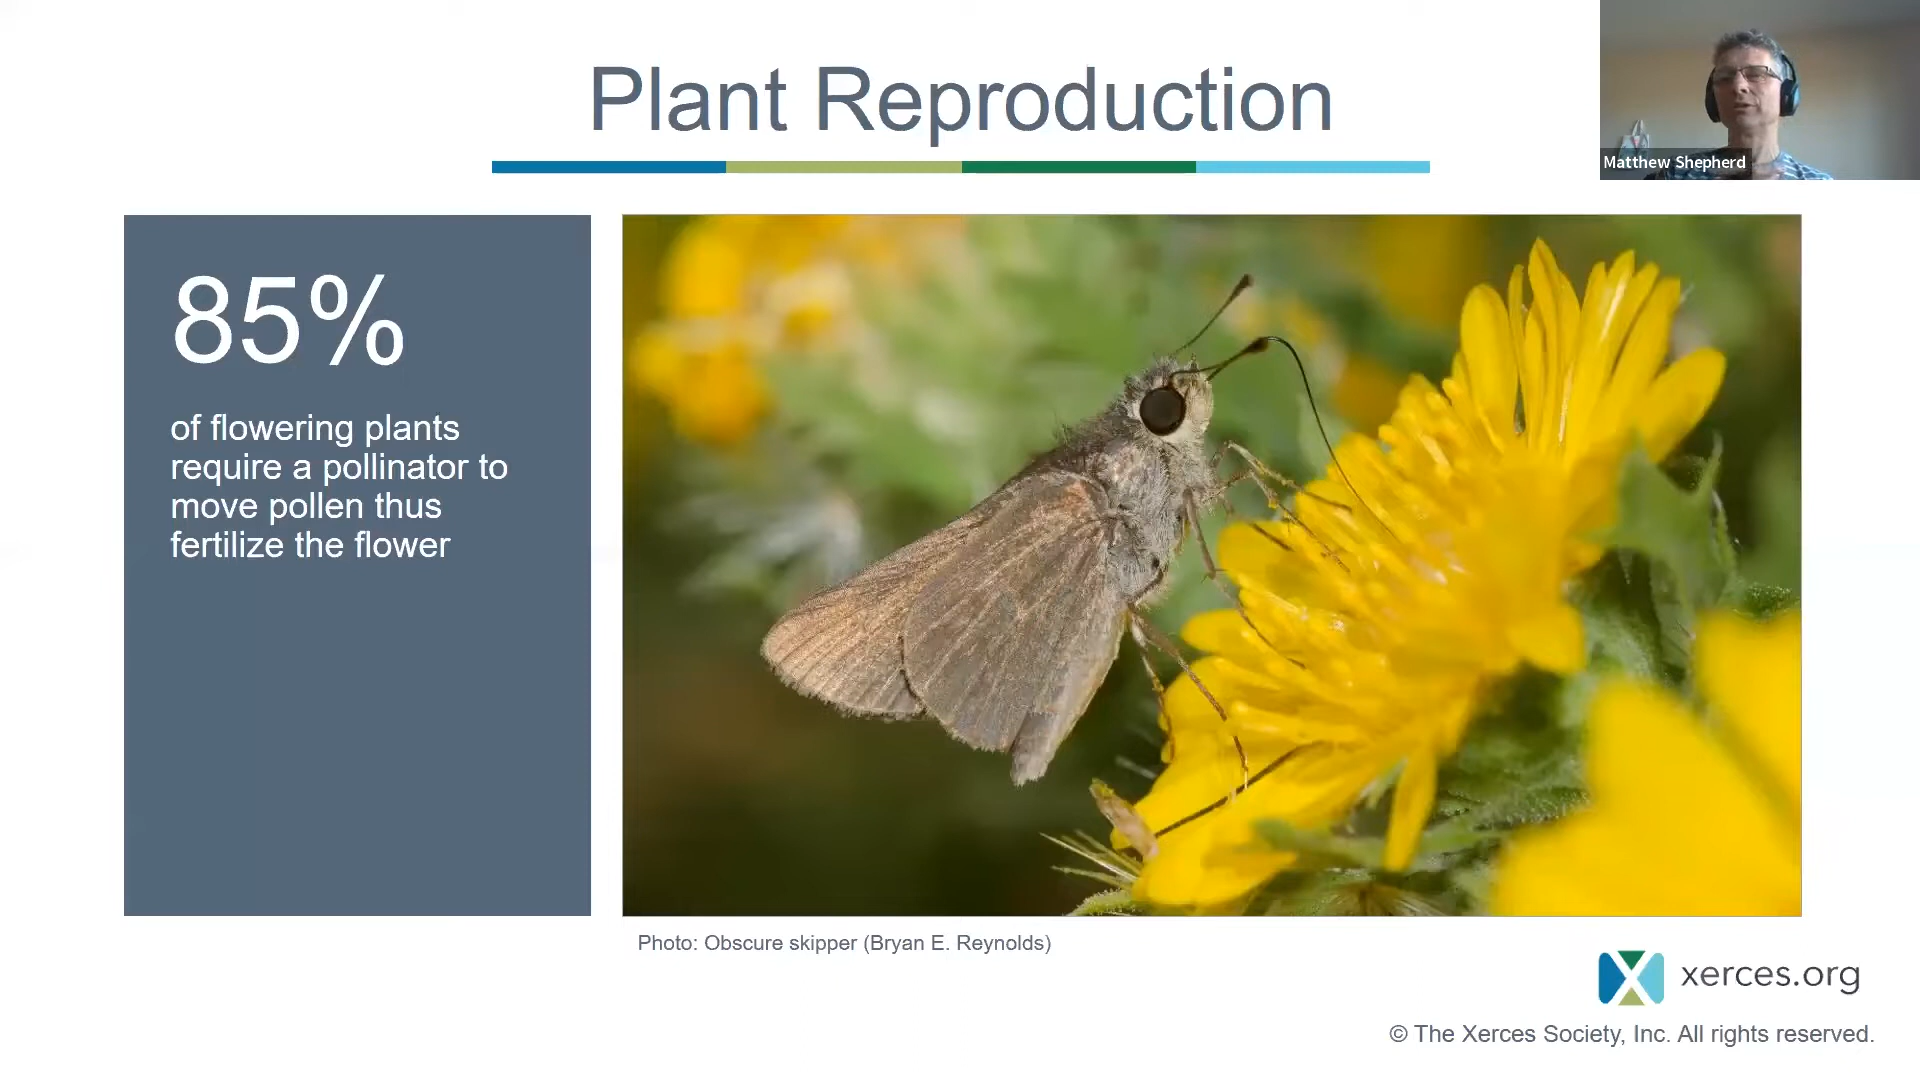 Plant Reproduction
Matthew Shepherd
85%
of flowering plants
require a pollinator to
move pollen thus
fertilize the flower
Photo: Obscure skipper (Bryan E. Reynolds)
xerces.org
© The Xerces Society, Inc. All rights reserved.